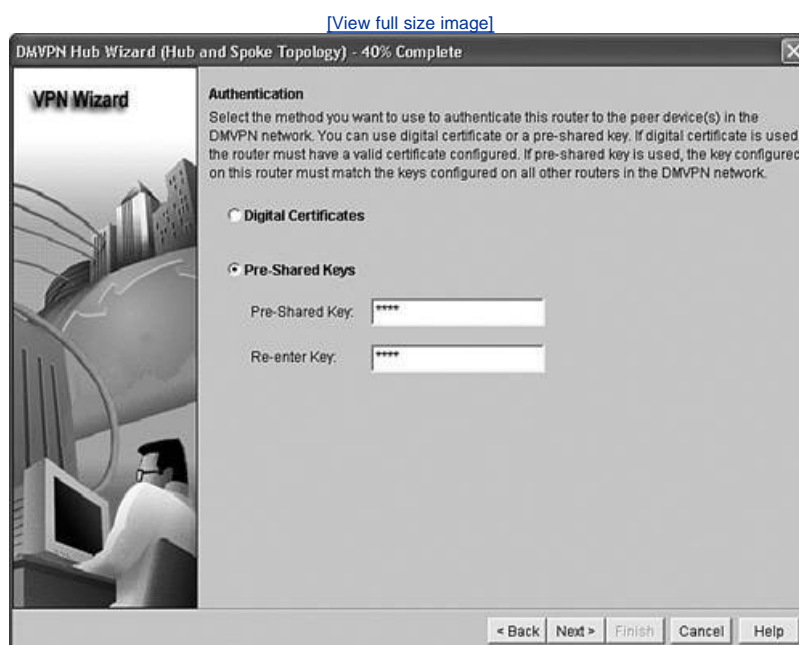 [View full size image]
DMVPN Hub Wizard (Hub and Spoke Topology) - 40% Complete
VPN Wizard
Authentication
Select the method you want to use to authenticate this router to the peer device(s) in the
DMVPN network. You can use digital certificate or a pre-shared key. If digital certificate is used
the router must have a valid certificate configured. If pre-shared key is used, the key configured
on this router must match the keys configured on all other routers in the DMVPN network.
Digital Certificates
Pre-Shared Keys
Pre-Shared Key: ****
Re-enter Key: ****
< Back Next > Finish Cancel Help